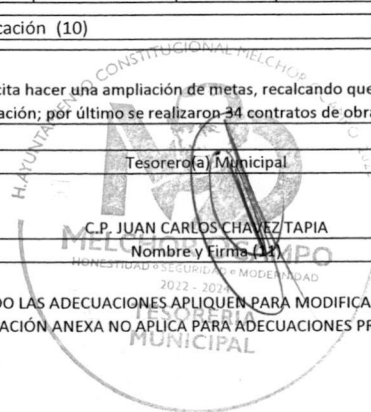 cación (10)
cita hacer una ampliación de metas, recalcando que
ación; por último se realizaron 34 contratos de obra
Tesorero(a) Municipal
C.P. JUAN CARLOS CHAVEZ TAPIA
Nombre y Firma (11)
DO LAS ADECUACIONES APLIQUEN PARA MODIFICA
ACIÓN ANEXA NO APLICA PARA ADECUACIONES PR
H. AYUNTAMIENTO CONSTITUCIONAL MELCHOR
MELCHOR OCAMPO
HONESTIDAD SEGURIDAD MODERNIDAD
2022 - 2024
TESORERÍA
MUNICIPAL